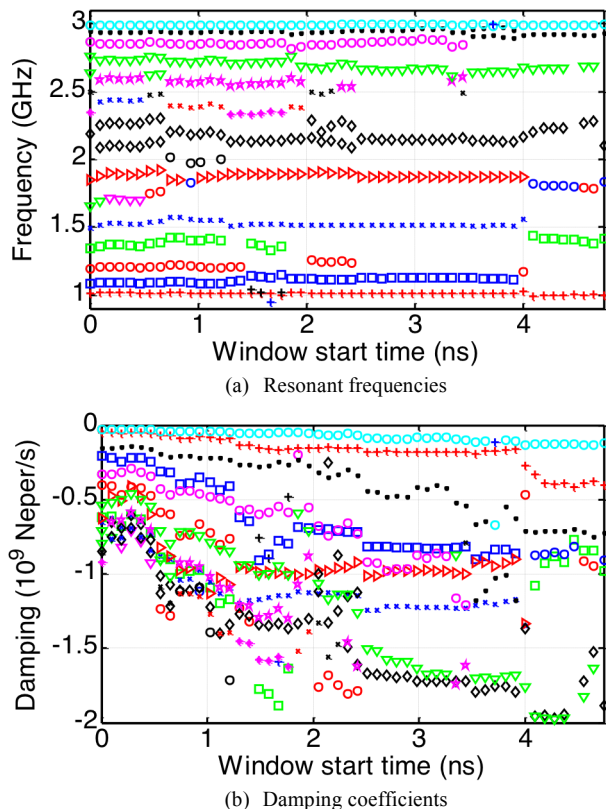 3
2.5
2
1.5
1
Frequency (GHz)
0 1 2 3 4
Window start time (ns)
(a) Resonant frequencies
0
-0.5
-1
-1.5
-2
Damping (10⁹ Neper/s)
0 1 2 3 4
Window start time (ns)
(b) Damping coefficients